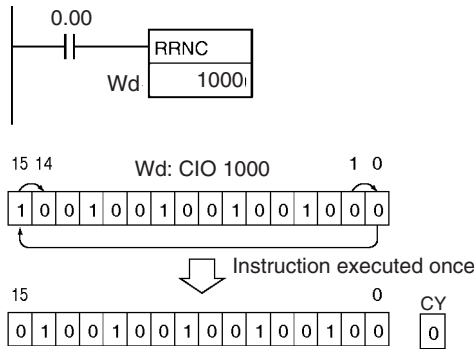 0.00
RRNC
Wd 1000
15 14 Wd: CIO 1000 1 0
1 0 0 1 0 0 1 0 0 1 0 0 1 0 0 0
Instruction executed once
15 0 CY
0 1 0 0 1 0 0 1 0 0 1 0 0 1 0 0 0